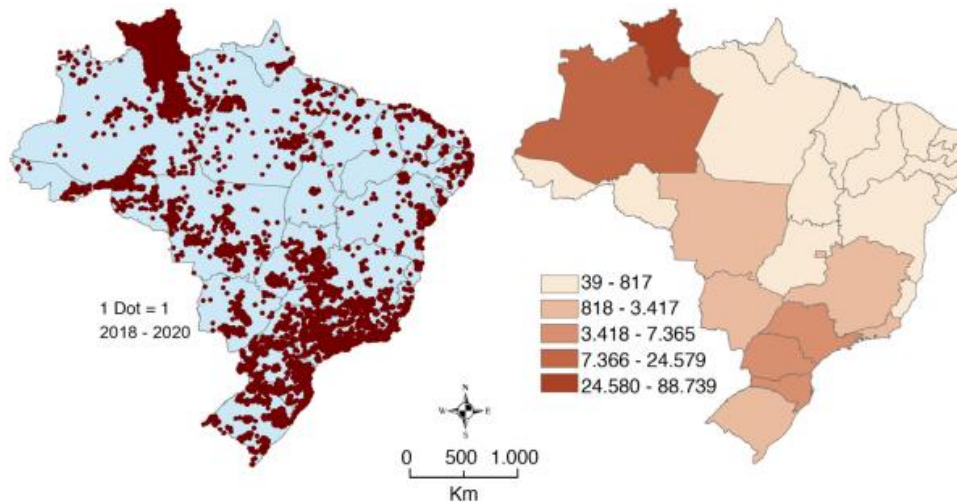 1 Dot = 1
2018 - 2020
39 - 817
818 - 3.417
3.418 - 7.365
7.366 - 24.579
24.580 - 88.739
N
W E
S
0 500 1.000
Km